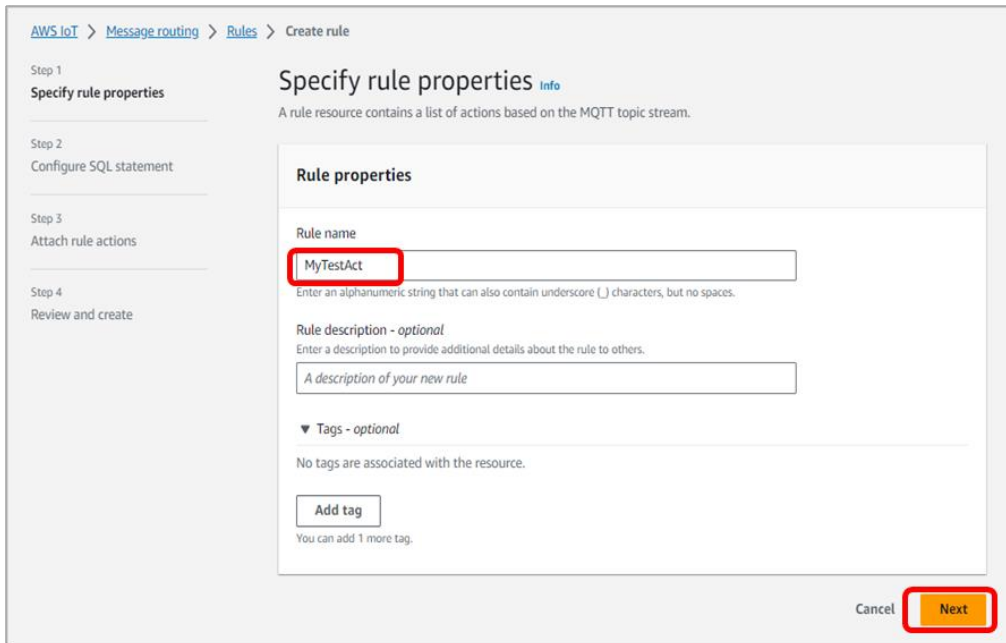 AWS IoT > Message routing > Rules > Create rule
Step 1
Specify rule properties
Step 2
Configure SQL statement
Step 3
Attach rule actions
Step 4
Review and create
Specify rule properties Info
A rule resource contains a list of actions based on the MQTT topic stream.
Rule properties
Rule name
MyTestAct
Enter an alphanumeric string that can also contain underscore (_) characters, but no spaces.
Rule description - optional
Enter a description to provide additional details about the rule to others.
A description of your new rule
▼ Tags - optional
No tags are associated with the resource.
Add tag
You can add 1 more tag.
Cancel Next